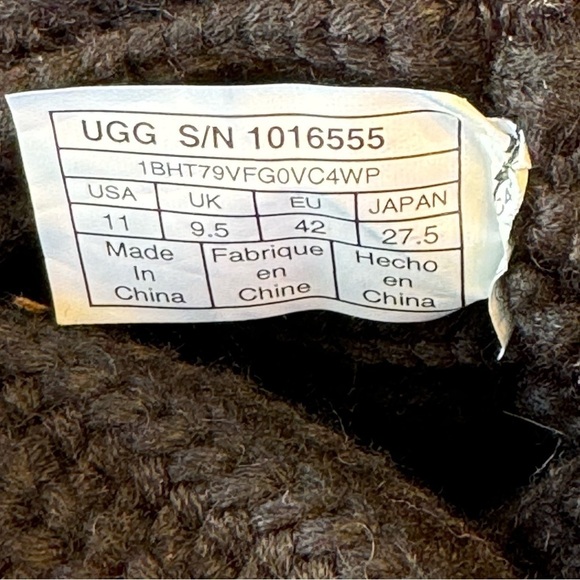 UGG S/N 1016555
1BHT79VFG0VC4WP
USA UK EU JAPAN
11 9.5 42 27.5
Made Fabrique Hecho
In en en
China Chine China